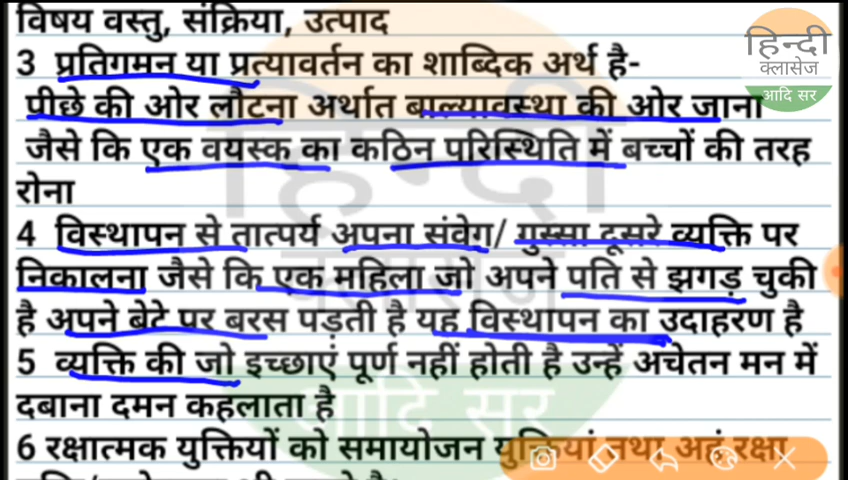 विषय वस्तु, संक्रिया, उत्पाद
3 प्रतिगमन या प्रत्यावर्तन का शाब्दिक अर्थ है-
पीछे की ओर लौटना अर्थात बाल्यावस्था की ओर जाना
जैसे कि एक वयस्क का कठिन परिस्थिति में बच्चों की तरह
रोना
4 विस्थापन से तात्पर्य अपना संवेग/ गुस्सा दूसरे व्यक्ति पर
निकालना जैसे कि एक महिला जो अपने पति से झगड़ चुकी
है अपने बेटे पर बरस पड़ती है यह विस्थापन का उदाहरण है
5 व्यक्ति की जो इच्छाएं पूर्ण नहीं होती है उन्हें अचेतन मन में
दबाना दमन कहलाता है
6 रक्षात्मक युक्तियों को समायोजन युक्तियां तथा अहं रक्षा
हिन्दी
क्लासेज
आदि सर
हिन्दी
क्लासेज
आदि सर